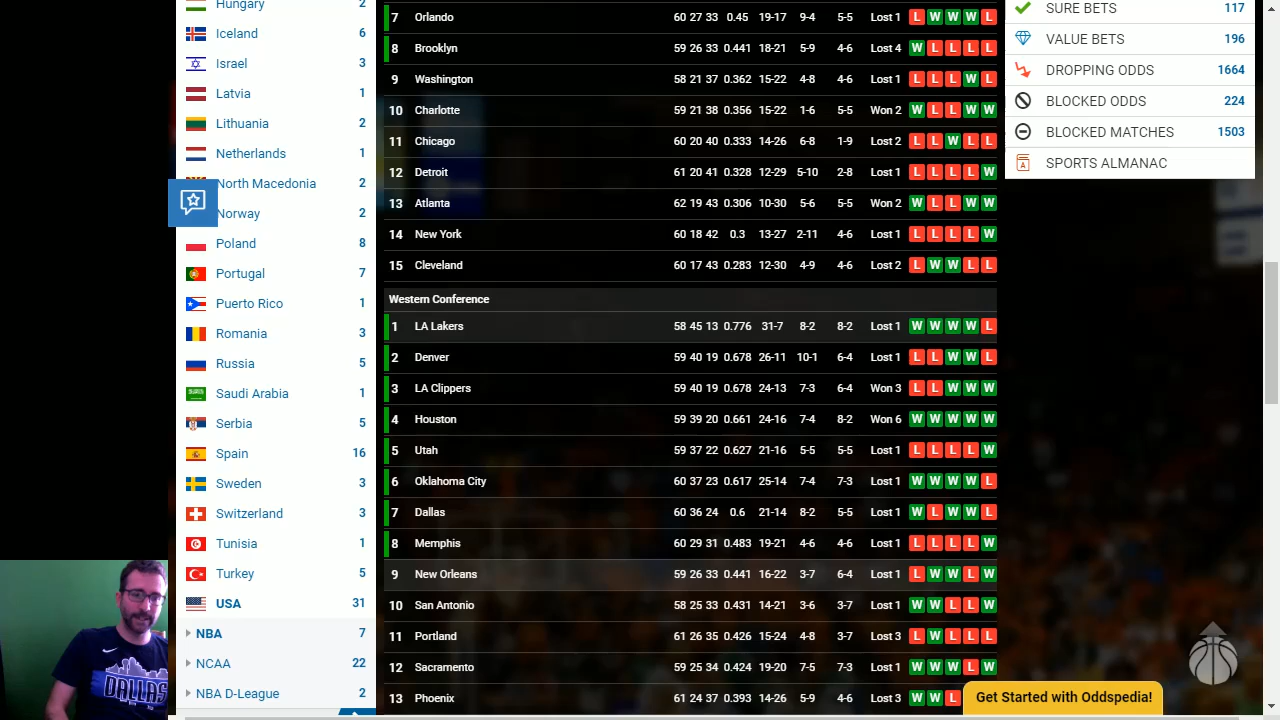 Hungary 2
Iceland 6
Israel 3
Latvia 1
Lithuania 2
Netherlands 1
North Macedonia 2
Norway 2
Poland 8
Portugal 7
Puerto Rico 1
Romania 3
Russia 5
Saudi Arabia 1
Serbia 5
Spain 16
Sweden 3
Switzerland 3
Tunisia 1
Turkey 5
USA 31
NBA 7
NCAA 22
NBA D-League 2
7 Orlando 60 27 33 0.45 19-17 9-4 5-5 Lost 1 L W W W L
8 Brooklyn 59 26 33 0.441 18-21 5-9 4-6 Lost 4 W L L L L
9 Washington 58 21 37 0.362 15-22 4-8 4-6 Lost 1 L L L W L
10 Charlotte 59 21 38 0.356 15-22 1-6 5-5 Won 2 W L L W W
11 Chicago 60 20 40 0.333 14-26 6-8 1-9 Lost 2 L L W L L
12 61 20 41 0.328 12-29 2-8 Lost 1 L L L L W
13 Atlanta 62 19 43 0.306 10-30 5-5 Won 2 W L L W W
14 New York 60 18 42 0.3 13-27 2-11 4-6 Lost 1 L L L L W
15 Cleveland 60 17 43 0.283 12-30 4-9 4-6 Lost 2 L W W L L
Western Conference
1 LA Lakers 58 45 13 0.776 31-7 8-2 8-2 Lost 1 W W W W L
2 Denver 59 40 19 0.678 26-11 10-1 6-4 Lost 1 L L W W L
3 LA Clippers 59 40 19 0.678 24-13 7-3 6-4 Won 3 L L W W W
4 Houston 59 39 20 0.661 24-16 7-4 8-2 Won 6 W W W W W
5 Utah 59 37 22 0.627 21-16 5-5 5-5 Lost 1 L L L L W
6 Oklahoma City 60 37 23 0.617 25-14 7-4 7-3 Lost 1 W W W W L
7 Dallas 60 36 24 0.6 21-14 8-2 5-5 Lost 1 W L W W L
8 Memphis 60 29 31 0.483 19-21 4-6 4-6 Lost 1 L L L L W
9 New Orleans 59 26 33 0.441 16-22 3-7 6-4 Lost 1 L W W L W
10 58 14-21 3-7 Lost 1 W W L L W
11 Portland 61 26 35 0.426 15-24 4-8 3-7 Lost 3 L W L L L
12 Sacramento 59 25 34 0.424 19-20 7-5 7-3 Lost 1 W W W L W
13 Phoenix 61 24 37 0.393 14-26 4-6 Lost 3 W W L
SURE BETS 117
VALUE BETS 196
DROPPING ODDS 1664
BLOCKED ODDS 224
BLOCKED MATCHES 1503
SPORTS ALMANAC
Get Started with Oddspedia!
DALLAS